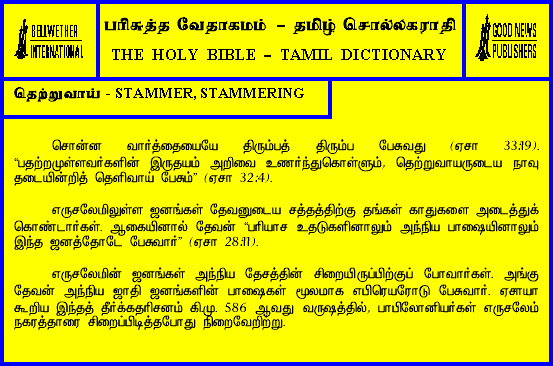 BELLWETHER
INTERNATIONAL
பரிசுத்த வேதாகமம் – தமிழ் சொல்லகராதி
THE HOLY BIBLE – TAMIL DICTIONARY
GOOD NEWS
PUBLISHERS
தெற்றுவாய் - STAMMER, STAMMERING
சொன்ன வார்த்தையையே திரும்பத் திரும்ப பேசுவது (ஏசா 33:19).
“பதற்றமுள்ளவர்களின் இருதயம் அறிவை உணர்ந்துகொள்ளும், தெற்றுவாயருடைய நாவு
தடையின்றித் தெளிவாய் பேசும்” (ஏசா 32:4).
எருசலேமிலுள்ள ஜனங்கள் தேவனுடைய சத்தத்திற்கு தங்கள் காதுகளை அடைத்துக்
கொண்டார்கள். ஆகையினால் தேவன் “பரியாச உதடுகளினாலும் அந்நிய பாஷையினாலும்
இந்த ஜனத்தோடே பேசுவார்” (ஏசா 28:11).
எருசலேமின் ஜனங்கள் அந்நிய தேசத்தின் சிறையிருப்பிற்குப் போவார்கள். அங்கு
தேவன் அந்நிய ஜாதி ஜனங்களின் பாஷைகள் மூலமாக எபிரெயரோடு பேசுவார். ஏசாயா
கூறிய இந்தத் தீர்க்கதரிசனம் கி.மு. 586 ஆவது வருஷத்தில், பாபிலோனியர்கள் எருசலேம்
நகரத்தாரை சிறைப்பிடித்தபோது நிறைவேறிற்று.